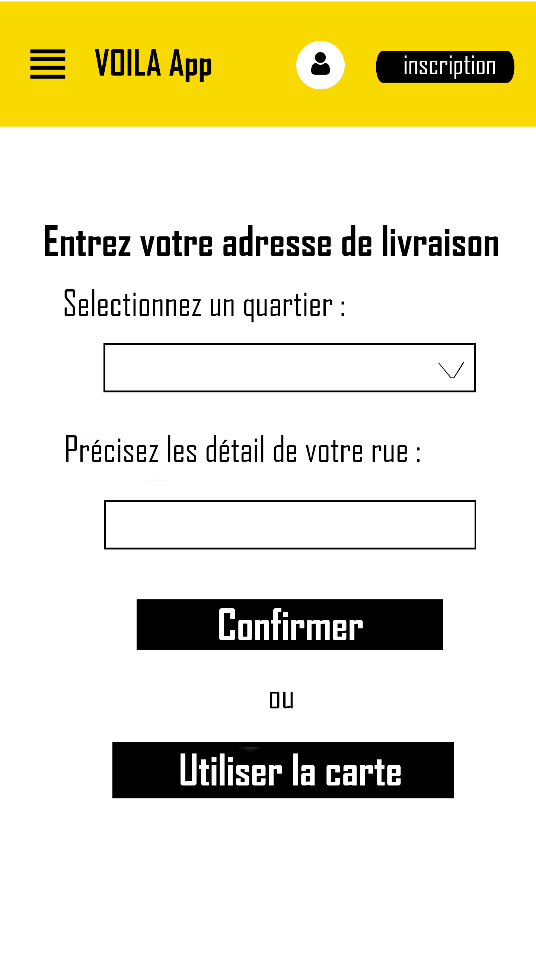 VOILA App
inscription
Entrez votre adresse de livraison
Selectionnez un quartier :
Précisez les détail de votre rue :
Confirmer
ou
Utiliser la carte